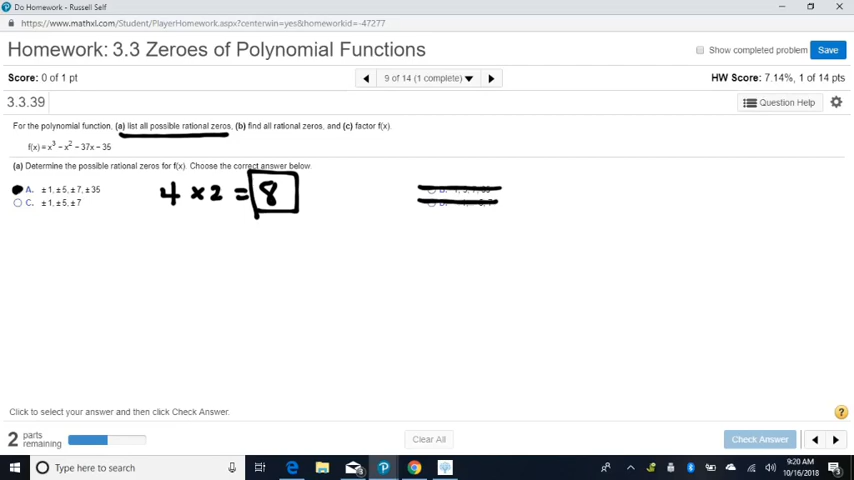 Do Homework - Russell Self
https://www.mathxl.com/Student/PlayerHomework.aspx?centerwin=yes&homeworkid=-47277
Homework: 3.3 Zeroes of Polynomial Functions
Show completed problem
Save
Score: 0 of 1 pt
9 of 14 (1 complete)
HW Score: 7.14%, 1 of 14 pts
3.3.39
Question Help
For the polynomial function, (a) list all possible rational zeros, (b) find all rational zeros, and (c) factor f(x).
f(x) = x³ − x² − 37x − 35
(a) Determine the possible rational zeros for f(x). Choose the correct answer below.
A. ± 1, ± 5, ± 7, ± 35
4 × 2 = 8
C. ± 1, ± 5, ± 7
Click to select your answer and then click Check Answer.
2 parts remaining
Clear All
Check Answer
?
Type here to search
9:20 AM
10/16/2018